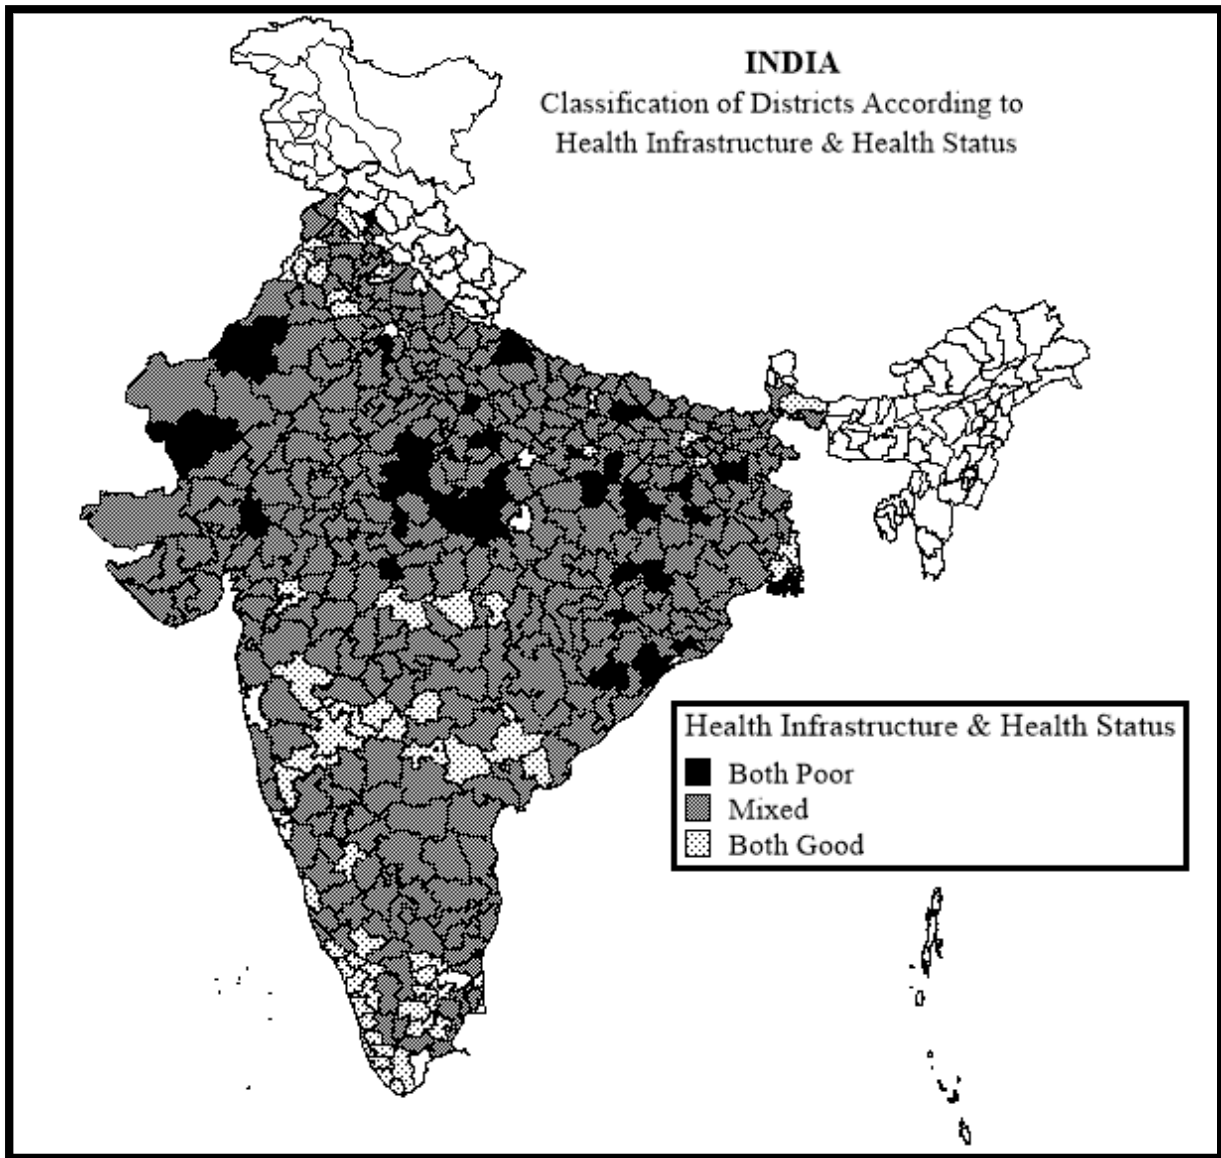 INDIA
Classification of Districts According to
Health Infrastructure & Health Status
Health Infrastructure & Health Status
Both Poor
Mixed
Both Good